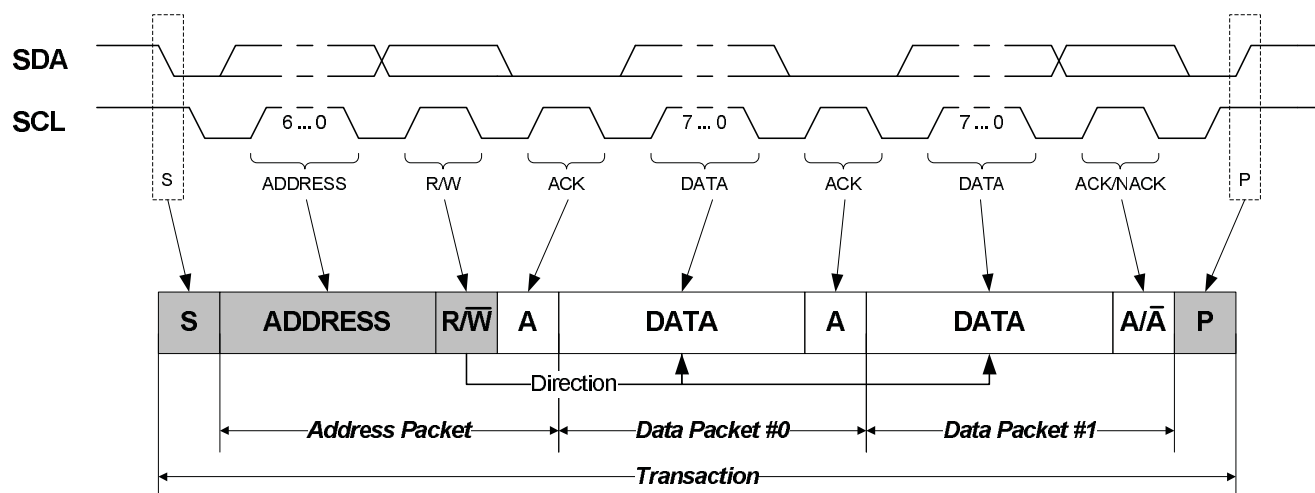 SDA
SCL
6 ... 0
7 ... 0
7 ... 0
S
ADDRESS
R/W
ACK
DATA
ACK
DATA
ACK/NACK
P
S
ADDRESS
R/W̅
A
DATA
A
DATA
A/A̅
P
Direction
Address Packet
Data Packet #0
Data Packet #1
Transaction